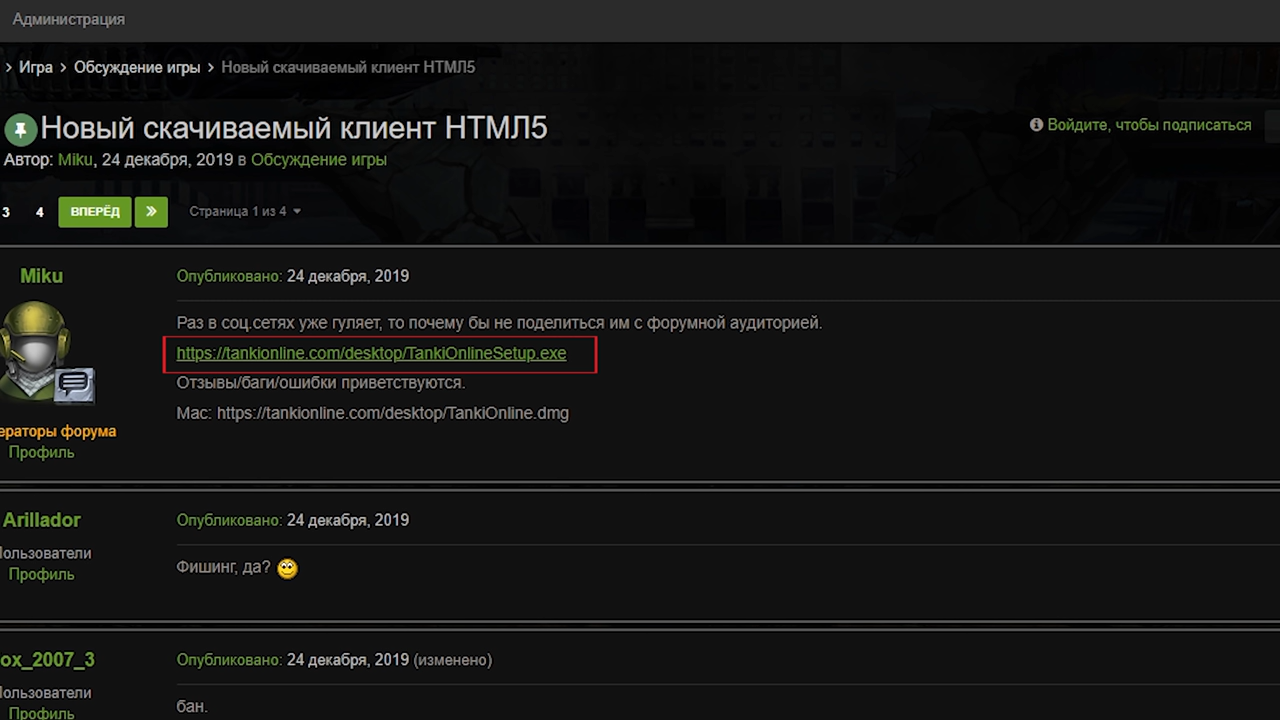 Администрация
› Игра › Обсуждение игры › Новый скачиваемый клиент НТМЛ5
Новый скачиваемый клиент НТМЛ5
Войдите, чтобы подписаться
Автор: Miku, 24 декабря, 2019 в Обсуждение игры
3 4 ВПЕРЁД » Страница 1 из 4
Miku
Опубликовано: 24 декабря, 2019
Раз в соц.сетях уже гуляет, то почему бы не поделиться им с форумной аудиторией.
https://tankionline.com/desktop/TankiOnlineSetup.exe
Отзывы/баги/ошибки приветствуются.
Mac: https://tankionline.com/desktop/TankiOnline.dmg
ераторы форума
Профиль
Arillador
Опубликовано: 24 декабря, 2019
Пользователи
Профиль
Фишинг, да?
ox_2007_3
Опубликовано: 24 декабря, 2019 (изменено)
Пользователи
Профиль
бан.